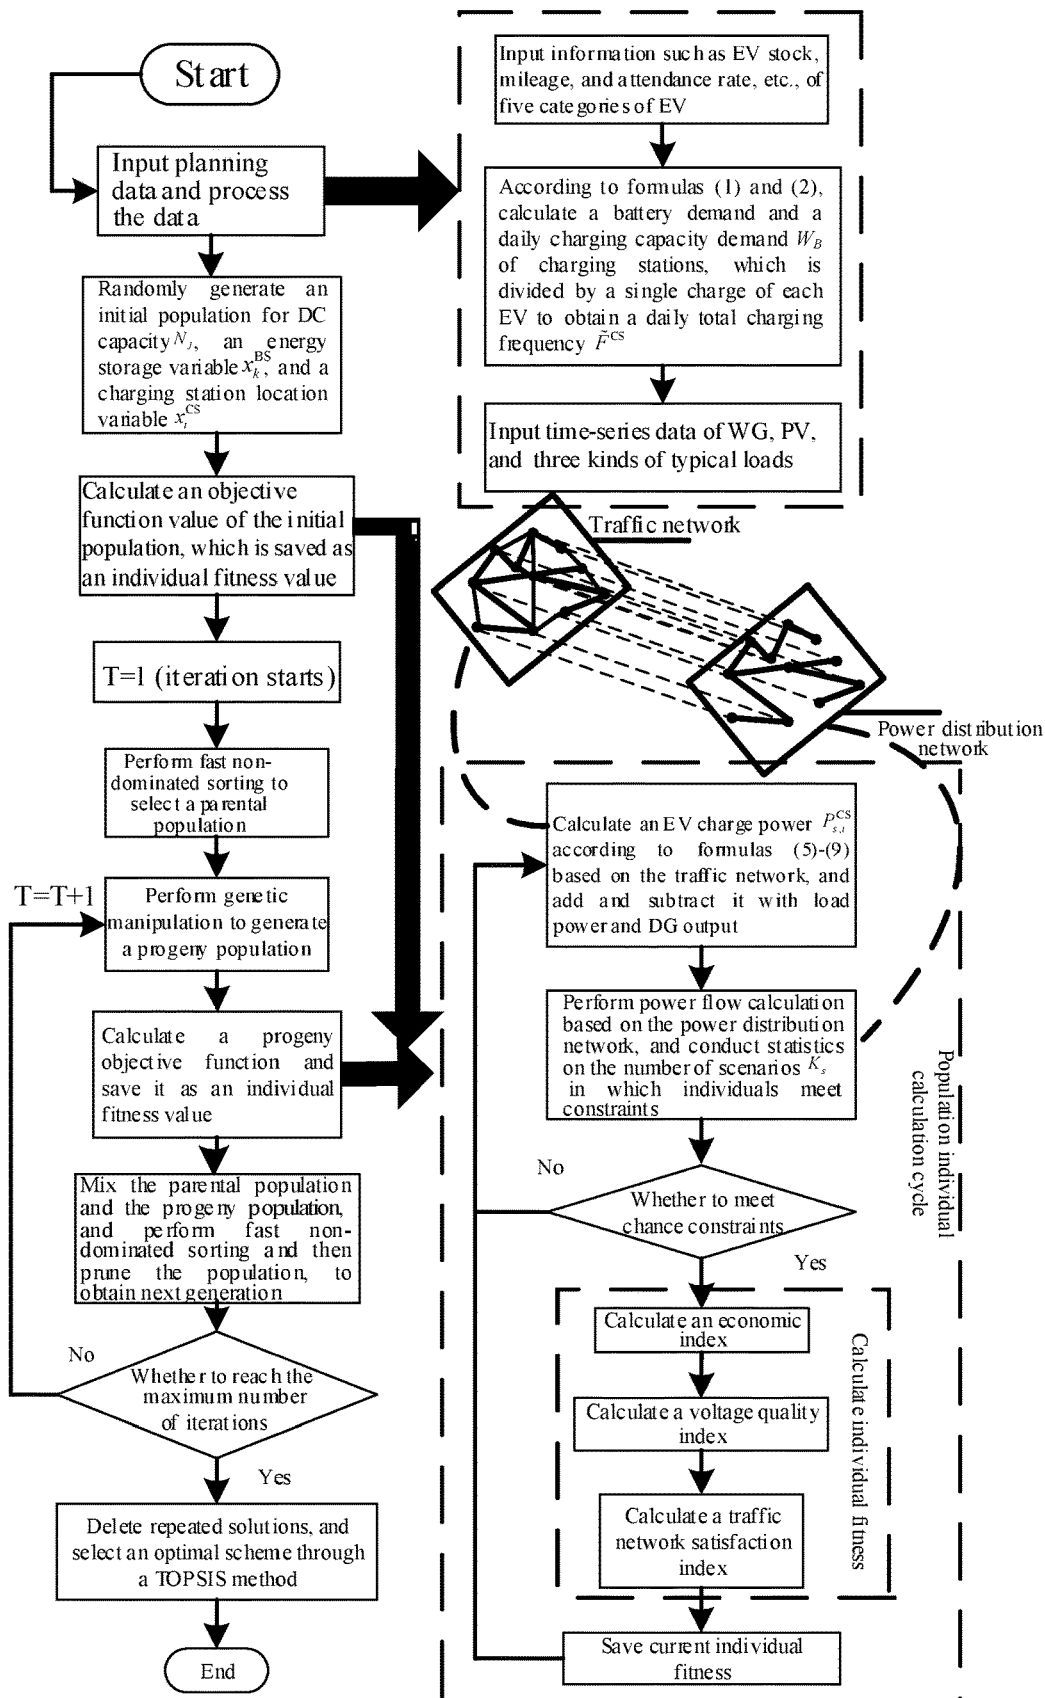 Start
Input planning
data and process
the data
Randomly generate an
initial population for DC
capacity N_J, an energy
storage variable x_k^BS, and a
charging station location
variable x_i^CS
Calculate an objective
function value of the initial
population, which is saved as
an individual fitness value
T=1 (iteration starts)
Perform fast non-
dominated sorting to
select a parental
population
T=T+1
Perform genetic
manipulation to generate
a progeny population
Calculate a progeny
objective function and
save it as an individual
fitness value
Mix the parental population
and the progeny population,
and perform fast non-
dominated sorting and then
prune the population, to
obtain next generation
No
Whether to reach the
maximum number
of iterations
Yes
Delete repeated solutions, and
select an optimal scheme through
a TOPSIS method
End
Input information such as EV stock,
mileage, and attendance rate, etc., of
five categories of EV
According to formulas (1) and (2),
calculate a battery demand and a
daily charging capacity demand W_B
of charging stations, which is
divided by a single charge of each
EV to obtain a daily total charging
frequency F̃^CS
Input time-series data of WG, PV,
and three kinds of typical loads
Traffic network
Power distribution
network
Calculate an EV charge power P_s,i^CS
according to formulas (5)-(9)
based on the traffic network, and
add and subtract it with load
power and DG output
Perform power flow calculation
based on the power distribution
network, and conduct statistics
on the number of scenarios K_s
in which individuals meet
constraints
No
Whether to meet
chance constraints
Yes
Calculate an economic
index
Calculate a voltage quality
index
Calculate a traffic
network satisfaction
index
Save current individual
fitness
Calculate individual fitness
Population individual
calculation cycle